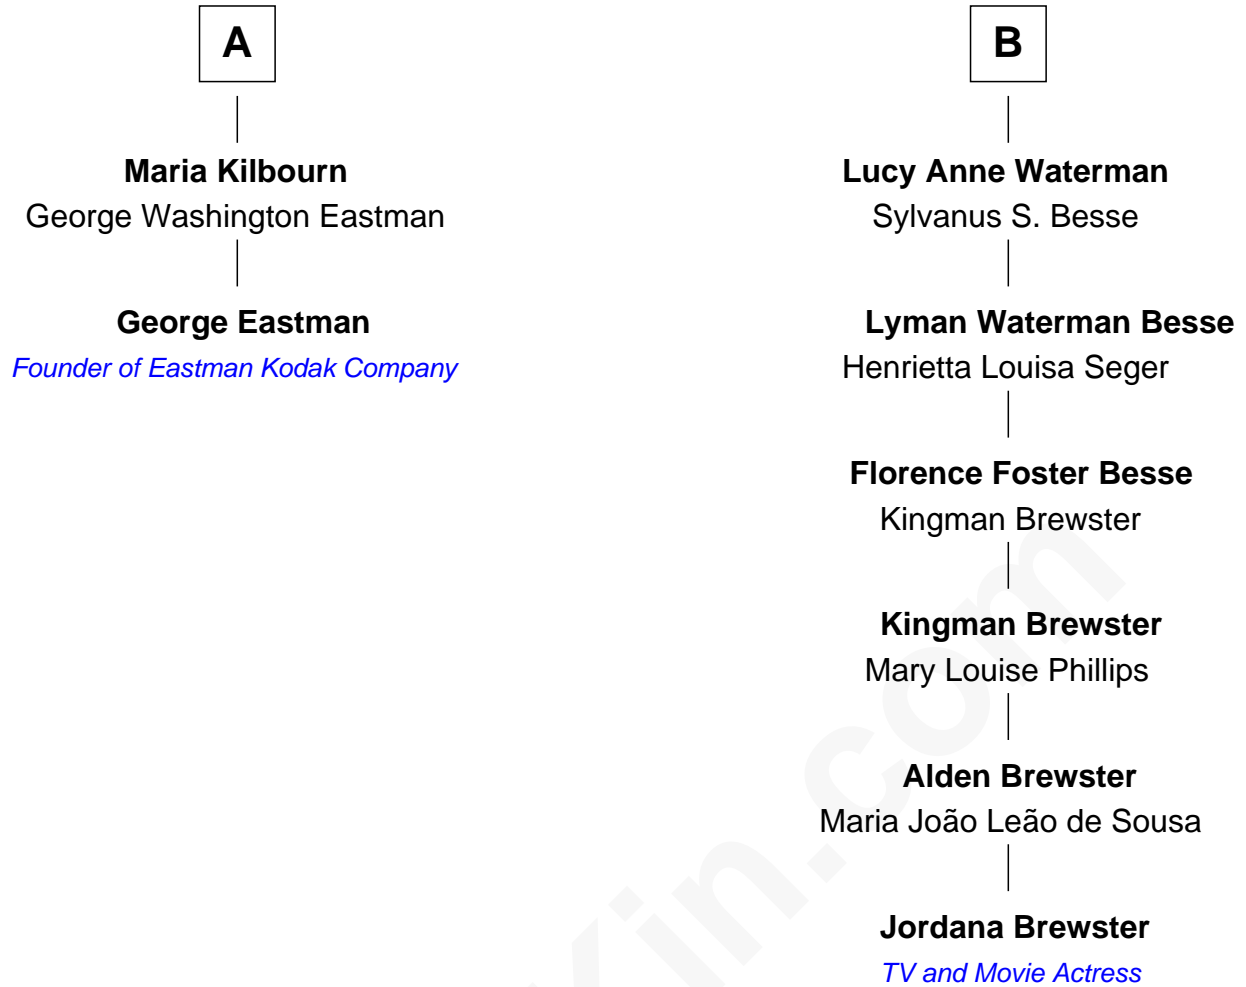 A
Maria Kilbourn
George Washington Eastman
George Eastman
Founder of Eastman Kodak Company
B
Lucy Anne Waterman
Sylvanus S. Besse
Lyman Waterman Besse
Henrietta Louisa Seger
Florence Foster Besse
Kingman Brewster
Kingman Brewster
Mary Louise Phillips
Alden Brewster
Maria João Leão de Sousa
Jordana Brewster
TV and Movie Actress